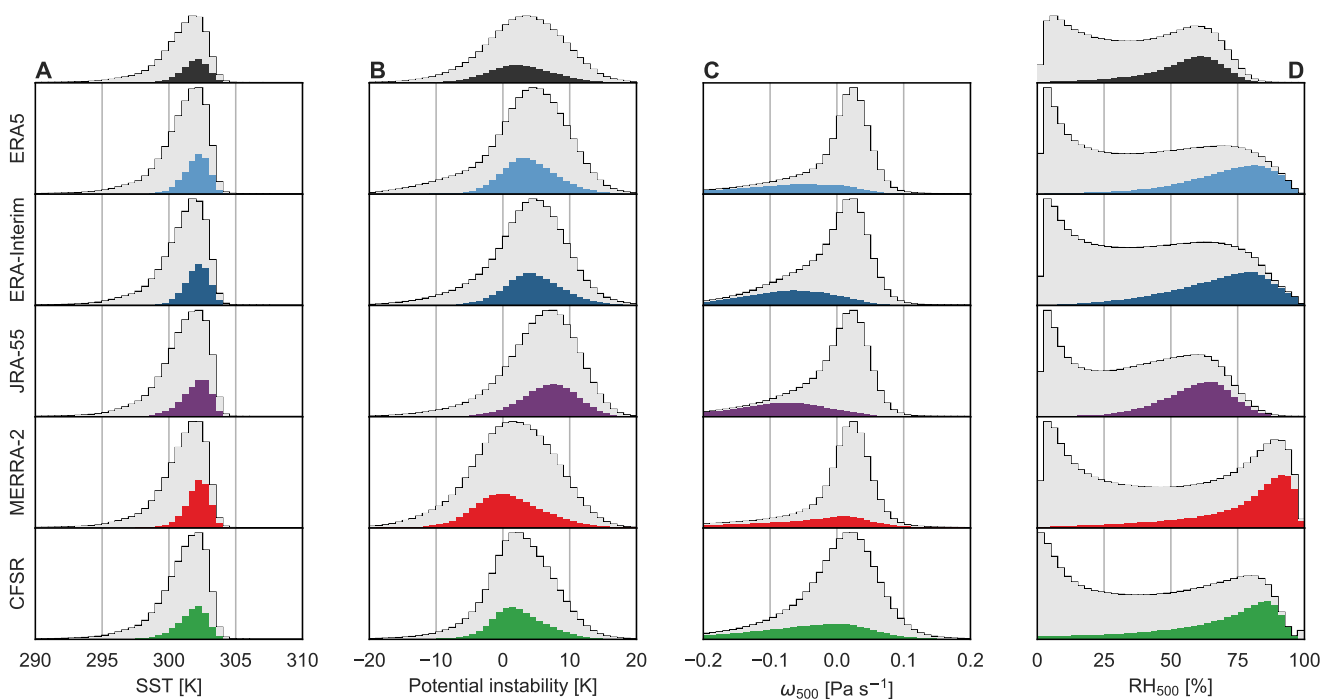 A
B
C
D
ERA5
ERA-Interim
JRA-55
MERRA-2
CFSR
290 295 300 305 310
−20 −10 0 10 20
−0.2 −0.1 0.0 0.1 0.2
0 25 50 75 100
SST [K]
Potential instability [K]
ω500 [Pa s−1]
RH500 [%]